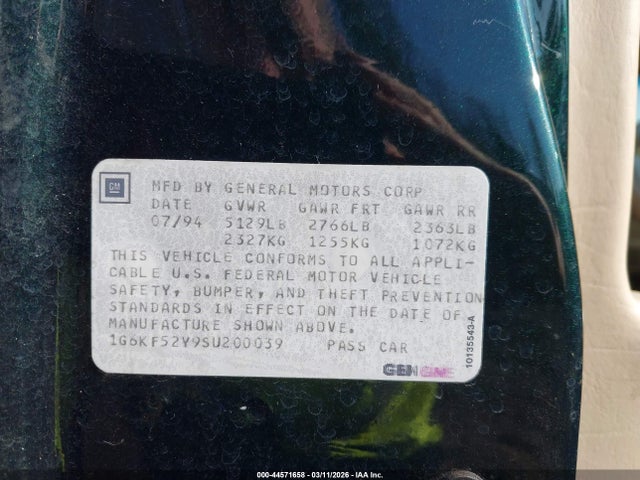 GM
MFD BY GENERAL MOTORS CORP
DATE GVWR GAWR FRT GAWR RR
07/94 5129LB 2766LB 2363LB
2327KG 1255KG 1072KG
THIS VEHICLE CONFORMS TO ALL APPLI-
CABLE U.S. FEDERAL MOTOR VEHICLE
SAFETY, BUMPER, AND THEFT PREVENTION
STANDARDS IN EFFECT ON THE DATE OF
MANUFACTURE SHOWN ABOVE.
1G6KF52Y9SU200039 PASS CAR
10135543-A
000-44571658 - 03/11/2026 - IAA Inc.